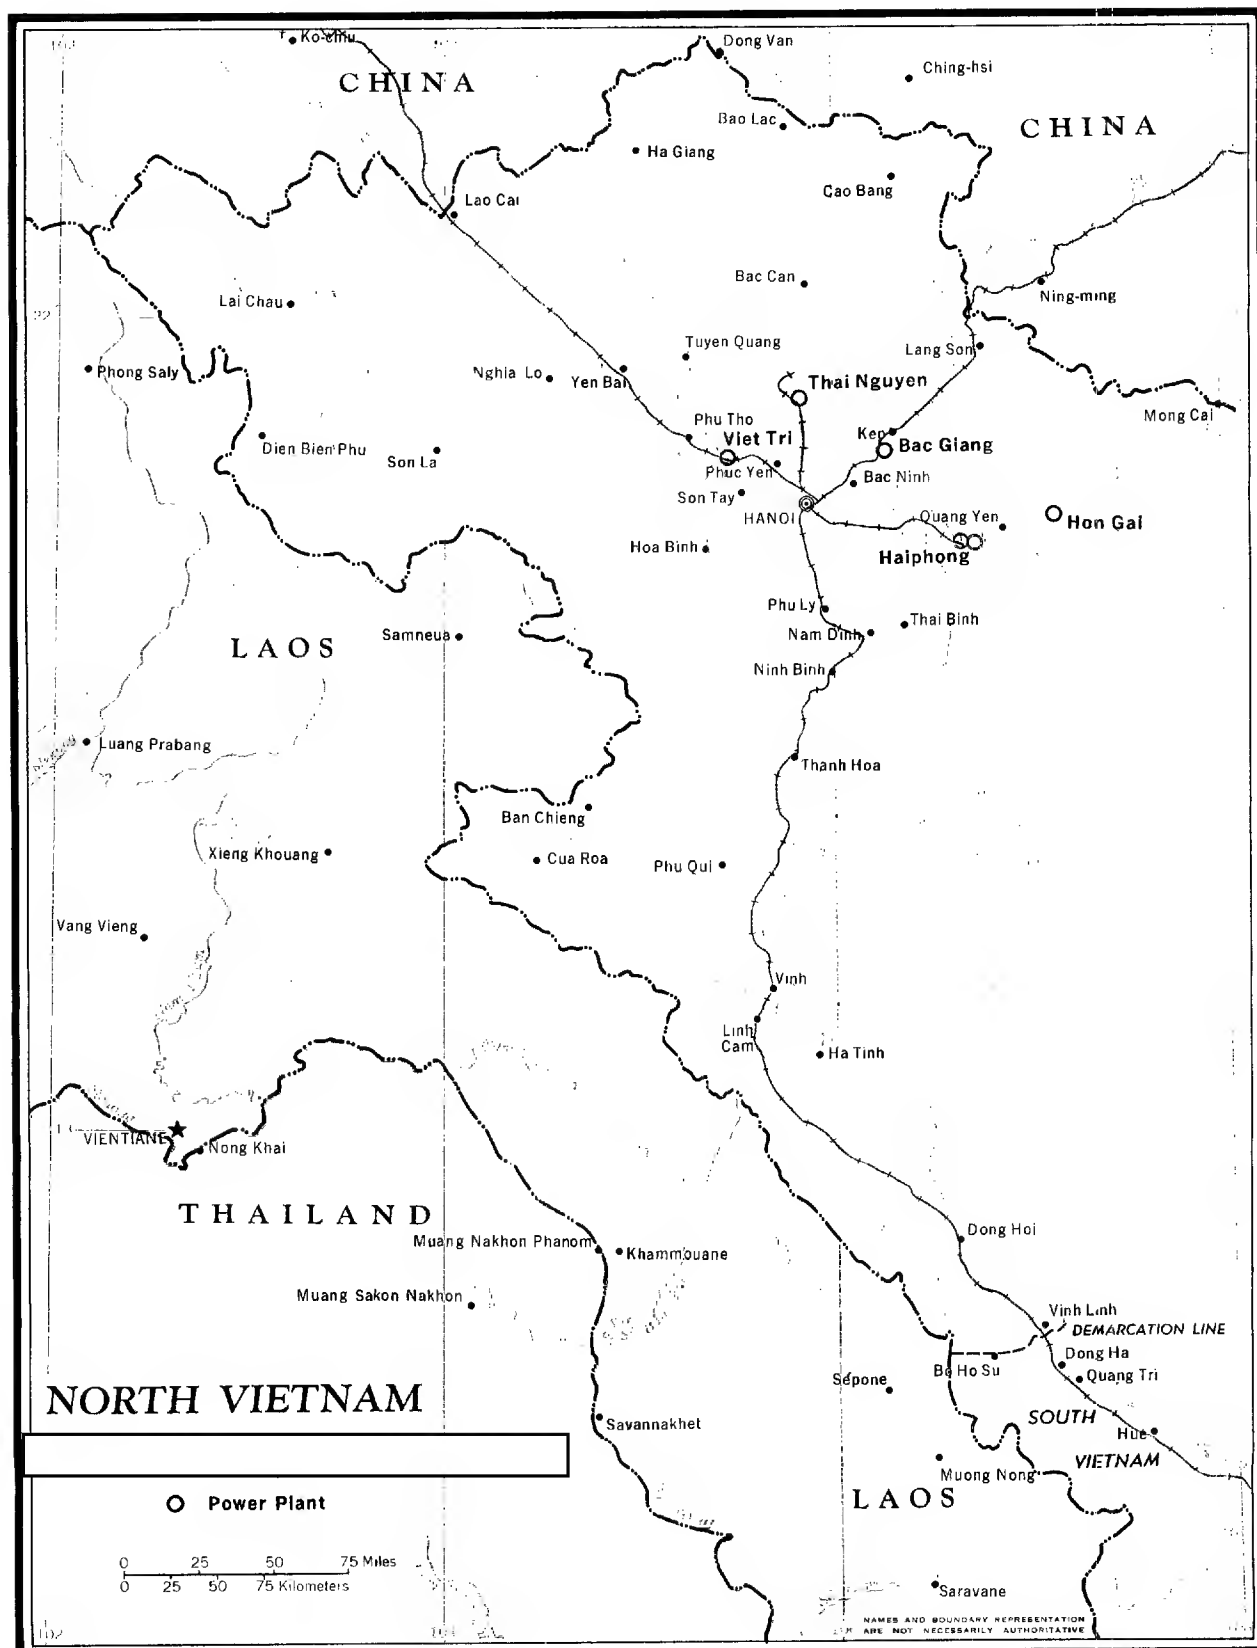 Ko-chiu
Dong Van
CHINA
Ching-hsi
Bao Lac
CHINA
Ha Giang
Cao Bang
Lao Cai
Bac Can
Ning-ming
Lai Chau
22
Tuyen Quang
Lang Son
Phong Saly
Nghia Lo
Yen Bai
Thai Nguyen
Mong Cai
Phu Tho
Viet Tri
Kep
Bac Giang
Dien Bien Phu
Son La
Phuc Yen
Bac Ninh
Son Tay
HANOI
Quang Yen
Hon Gai
Hoa Binh
Haiphong
Phu Ly
Thai Binh
Samneua
Nam Dinh
LAOS
Ninh Binh
Luang Prabang
Thanh Hoa
Ban Chieng
Xieng Khouang
Cua Roa
Phu Qui
Vang Vieng
Vinh
Linh
Cam
Ha Tinh
VIENTIANE
Nong Khai
THAILAND
Dong Hoi
Muang Nakhon Phanom
Khammouane
Muang Sakon Nakhon
Vinh Linh
DEMARCATION LINE
Dong Ha
Bo Ho Su
Quang Tri
Sepone
NORTH VIETNAM
Savannakhet
SOUTH
VIETNAM
Hue
Muong Nong
LAOS
Power Plant
0 25 50 75 Miles
0 25 50 75 Kilometers
Saravane
NAMES AND BOUNDARY REPRESENTATION
ARE NOT NECESSARILY AUTHORITATIVE
102
104